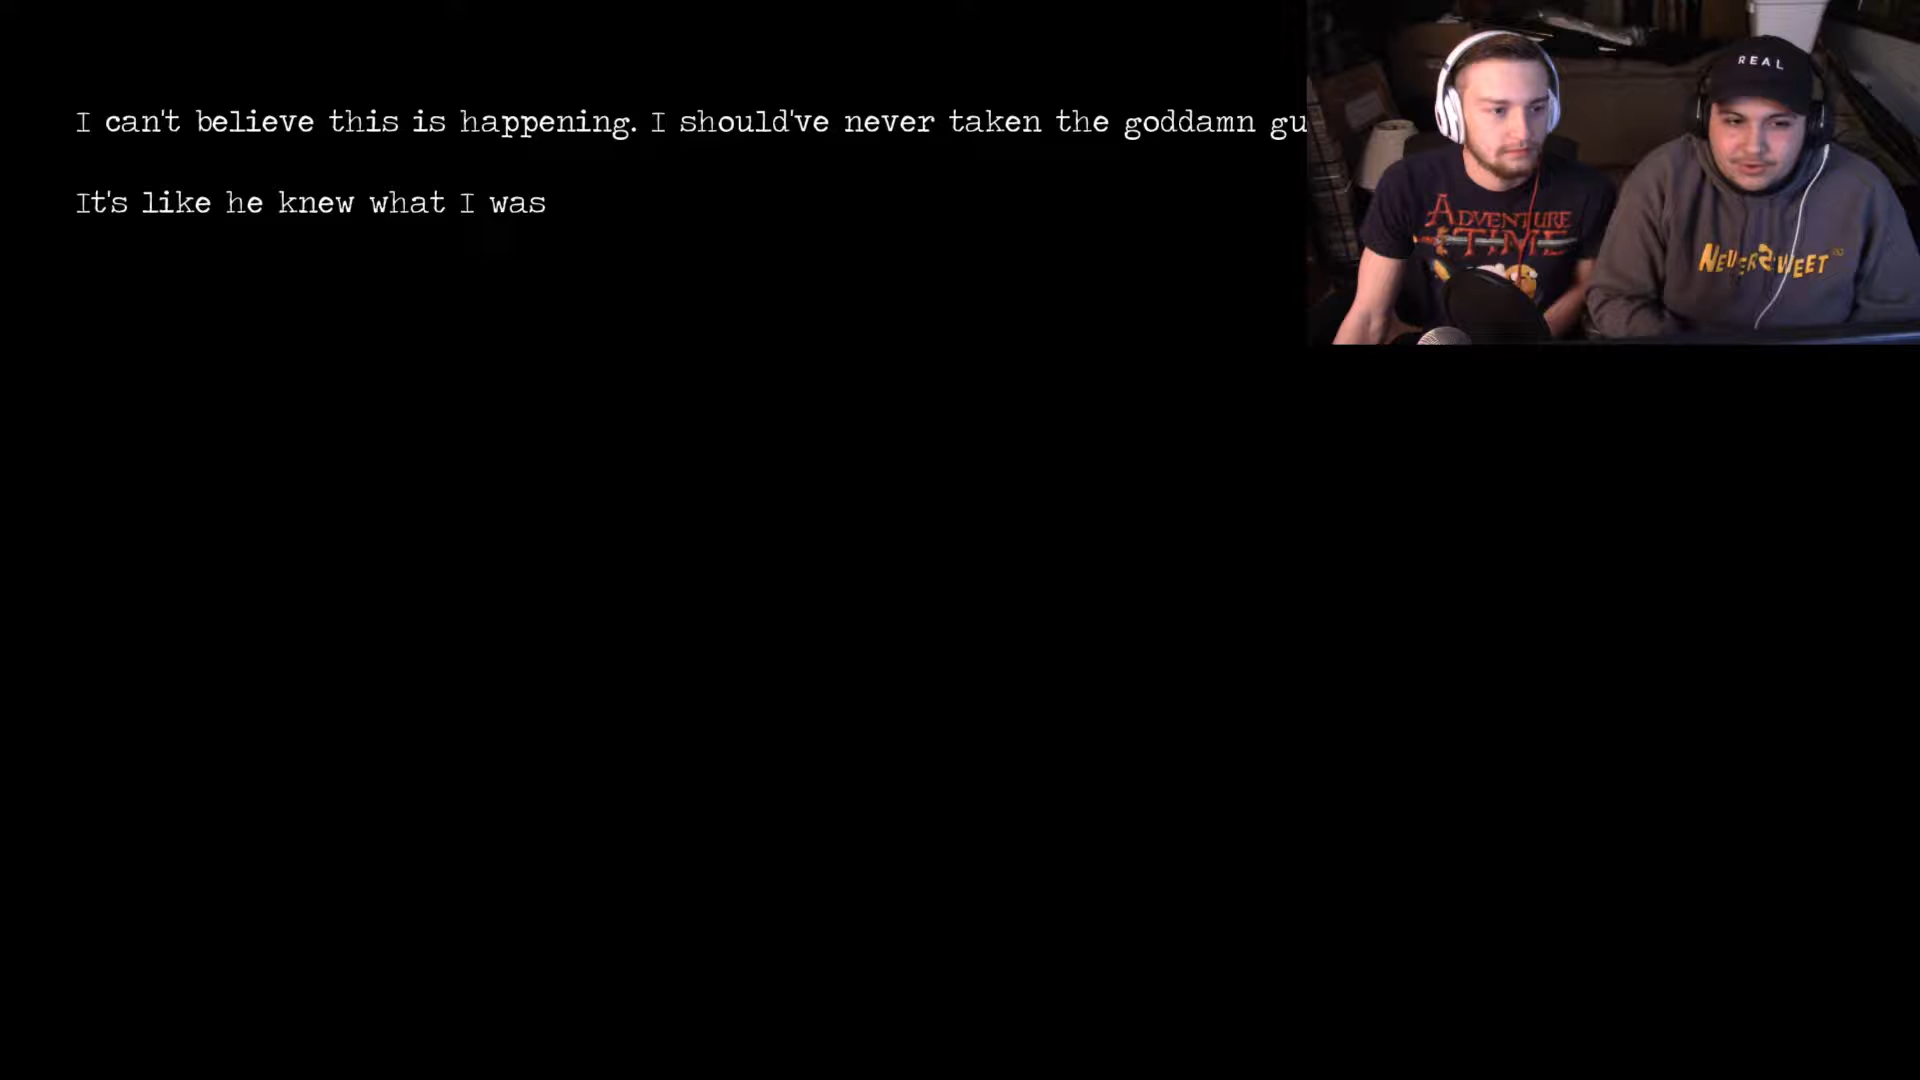 I can't believe this is happening. I should've never taken the goddamn gu
It's like he knew what I was
REAL
ADVENTURE
TIME
NEVERSWEET